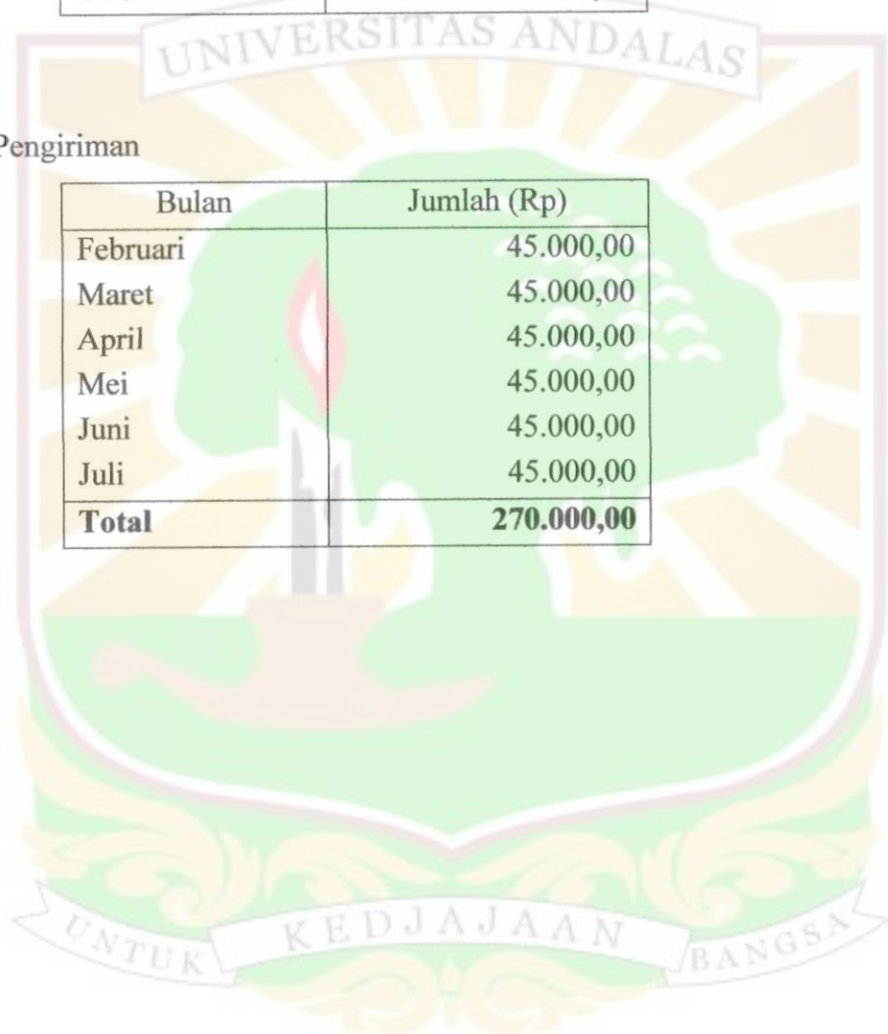 UNIVERSITAS ANDALAS
Pengiriman
Bulan Jumlah (Rp)
Februari 45.000,00
Maret 45.000,00
April 45.000,00
Mei 45.000,00
Juni 45.000,00
Juli 45.000,00
Total 270.000,00
UNTUK KEDJAJAAN BANGSA